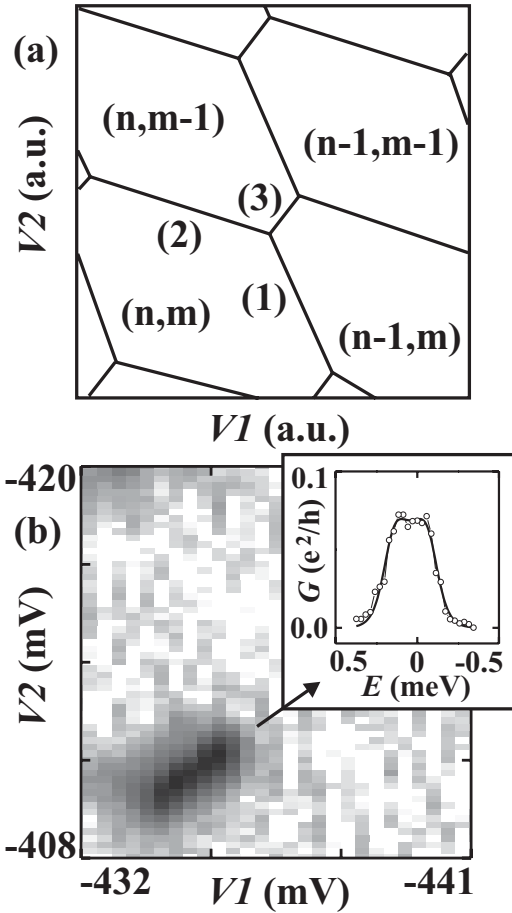 (a)
V2 (a.u.)
(n,m-1)
(n-1,m-1)
(3)
(2)
(1)
(n,m)
(n-1,m)
V1 (a.u.)
(b)
-420
V2 (mV)
-408
-432
V1 (mV)
-441
0.1
G (e²/h)
0.0
0.5
0
-0.5
E (meV)